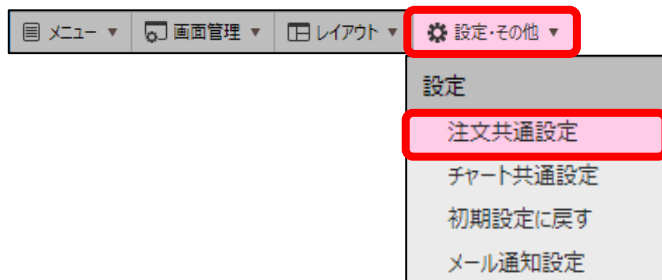 メニュー ▼ 画面管理 ▼ レイアウト ▼ 設定・その他 ▼
設定
注文共通設定
チャート共通設定
初期設定に戻す
メール通知設定